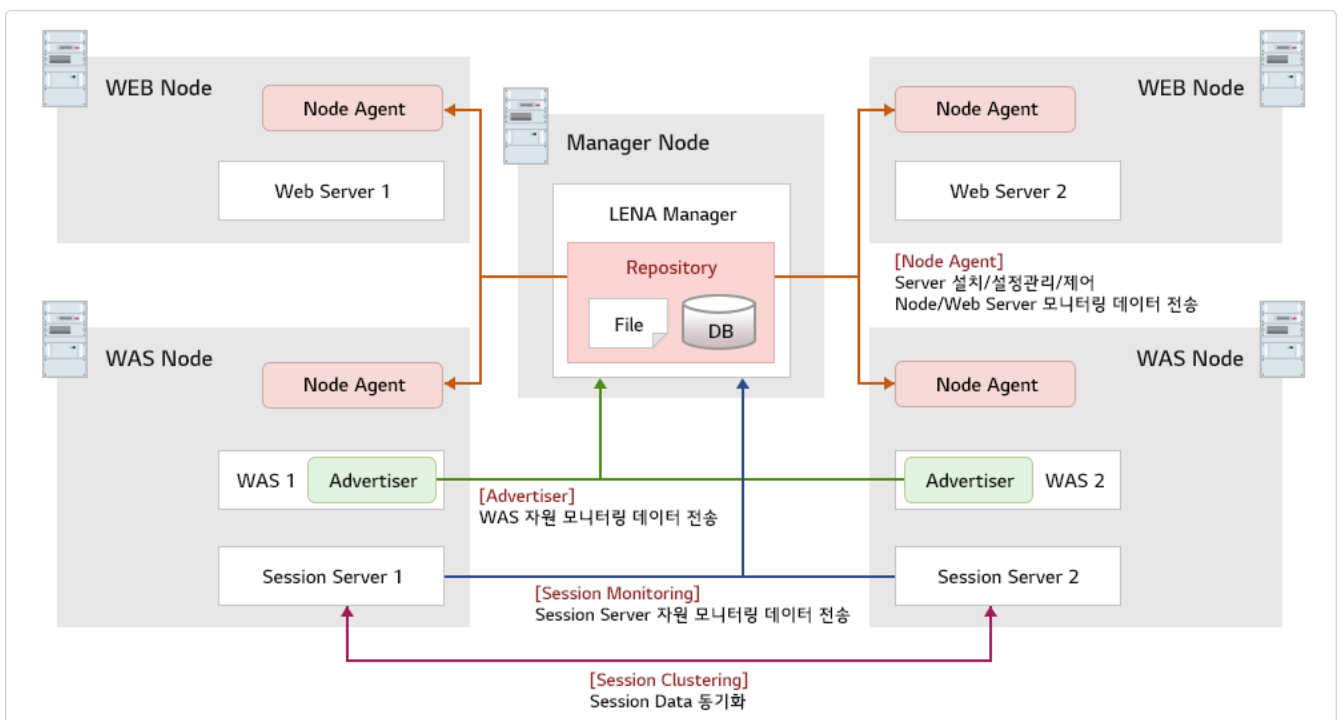 WEB Node
Node Agent
Web Server 1
Manager Node
LENA Manager
Repository
File
DB
WEB Node
Node Agent
Web Server 2
[Node Agent]
Server 설치/설정관리/제어
Node/Web Server 모니터링 데이터 전송
WAS Node
Node Agent
WAS 1
Advertiser
Session Server 1
[Advertiser]
WAS 자원 모니터링 데이터 전송
[Session Monitoring]
Session Server 자원 모니터링 데이터 전송
WAS Node
Node Agent
Advertiser
WAS 2
Session Server 2
[Session Clustering]
Session Data 동기화